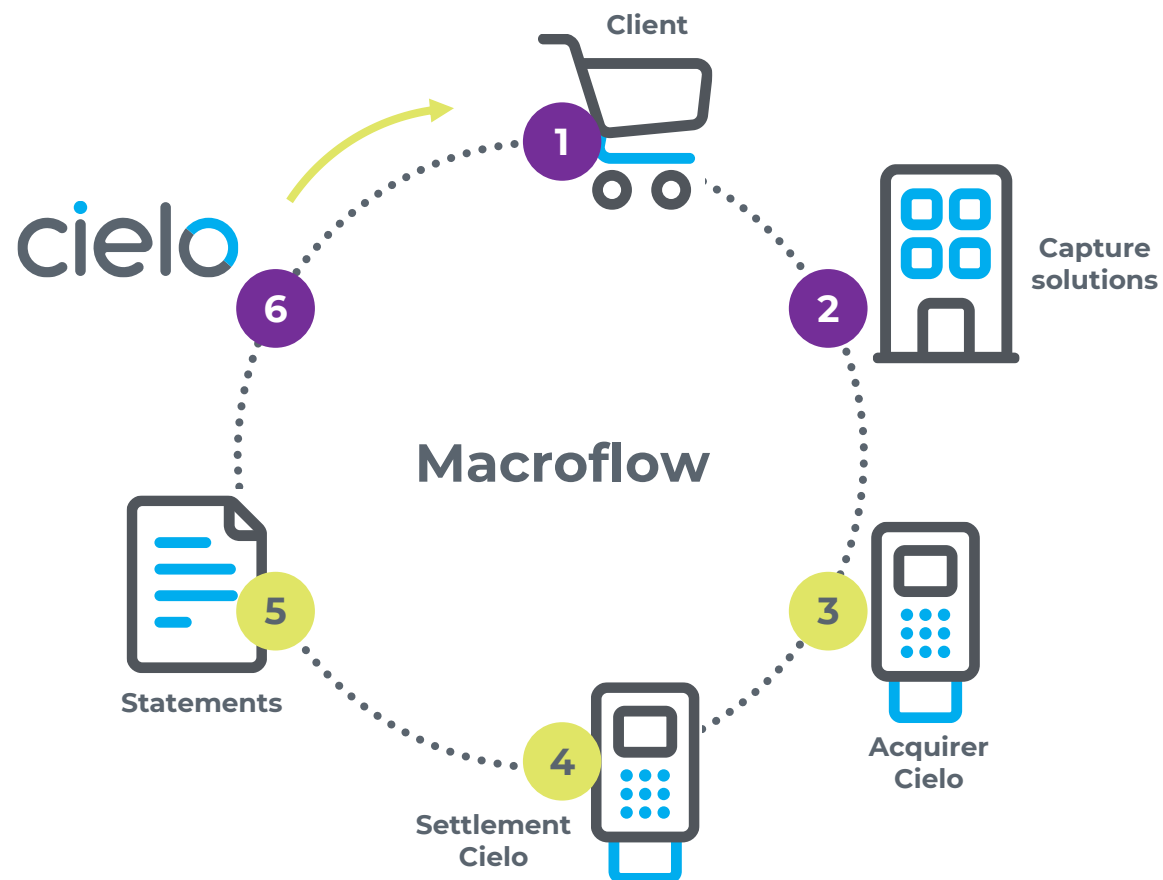 Client
1
cielo
Capture
solutions
6
2
Macroflow
5
3
Statements
4
Acquirer
Cielo
Settlement
Cielo